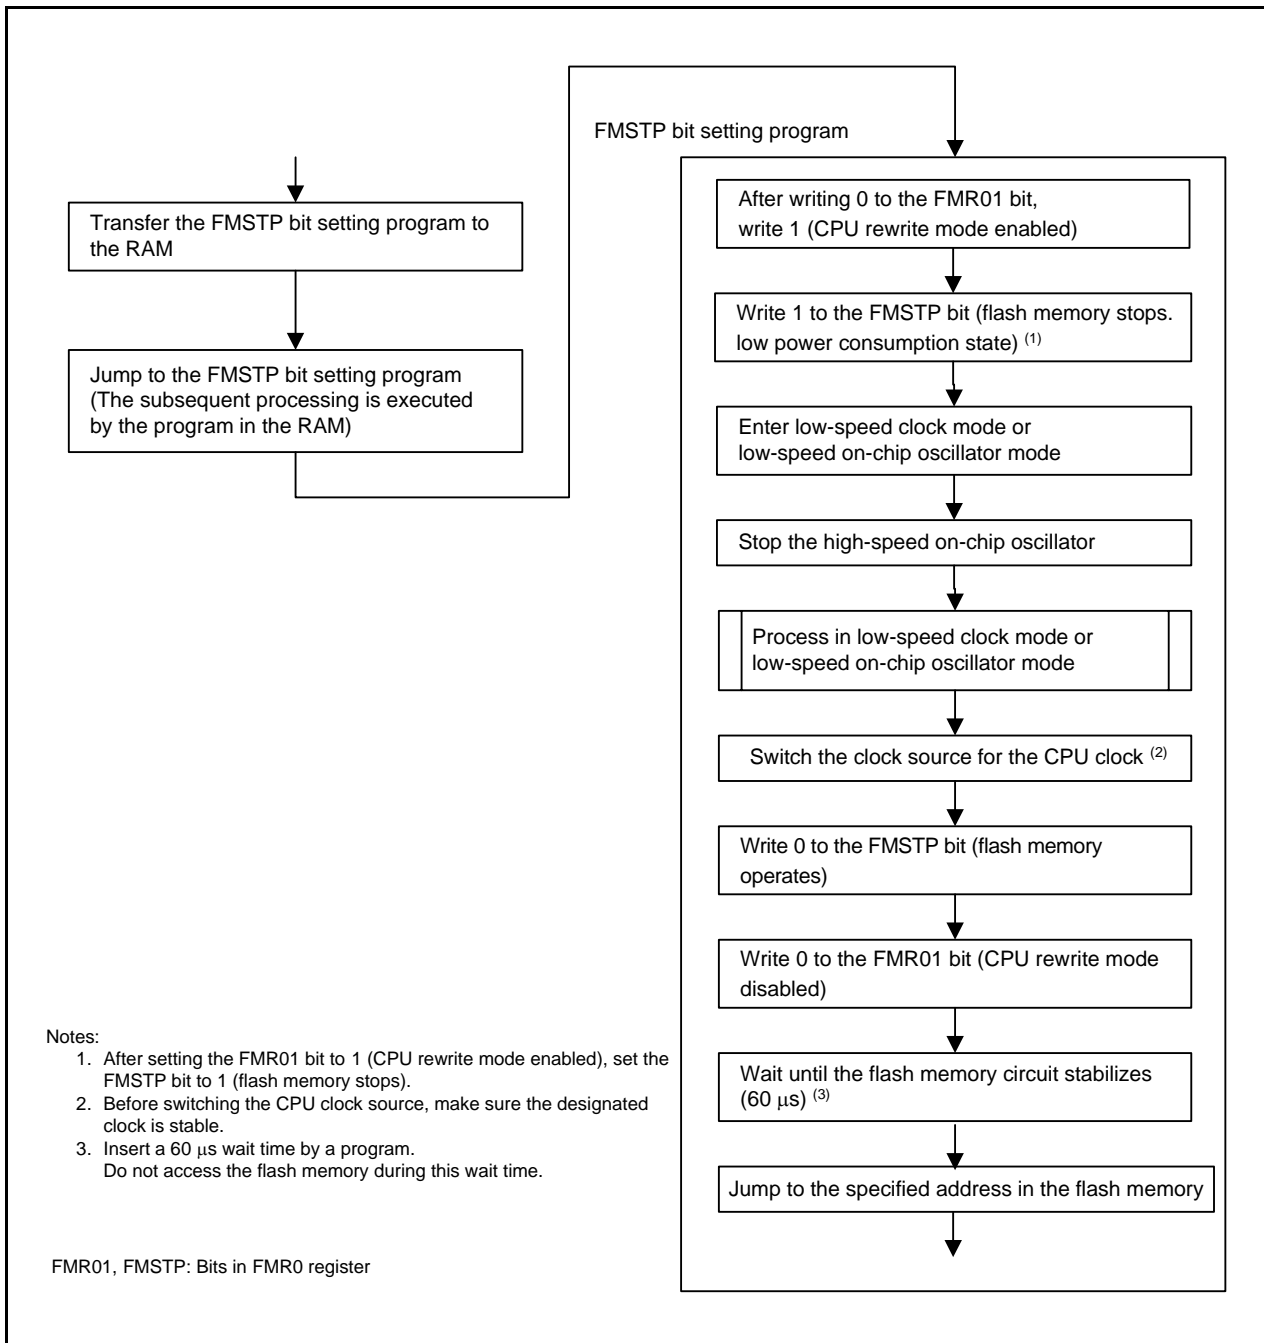 Transfer the FMSTP bit setting program to
the RAM
Jump to the FMSTP bit setting program
(The subsequent processing is executed
by the program in the RAM)
FMSTP bit setting program
After writing 0 to the FMR01 bit,
write 1 (CPU rewrite mode enabled)
Write 1 to the FMSTP bit (flash memory stops.
low power consumption state) (1)
Enter low-speed clock mode or
low-speed on-chip oscillator mode
Stop the high-speed on-chip oscillator
Process in low-speed clock mode or
low-speed on-chip oscillator mode
Switch the clock source for the CPU clock (2)
Write 0 to the FMSTP bit (flash memory
operates)
Write 0 to the FMR01 bit (CPU rewrite mode
disabled)
Wait until the flash memory circuit stabilizes
(60 μs) (3)
Jump to the specified address in the flash memory
Notes:
1. After setting the FMR01 bit to 1 (CPU rewrite mode enabled), set the
FMSTP bit to 1 (flash memory stops).
2. Before switching the CPU clock source, make sure the designated
clock is stable.
3. Insert a 60 μs wait time by a program.
Do not access the flash memory during this wait time.
FMR01, FMSTP: Bits in FMR0 register